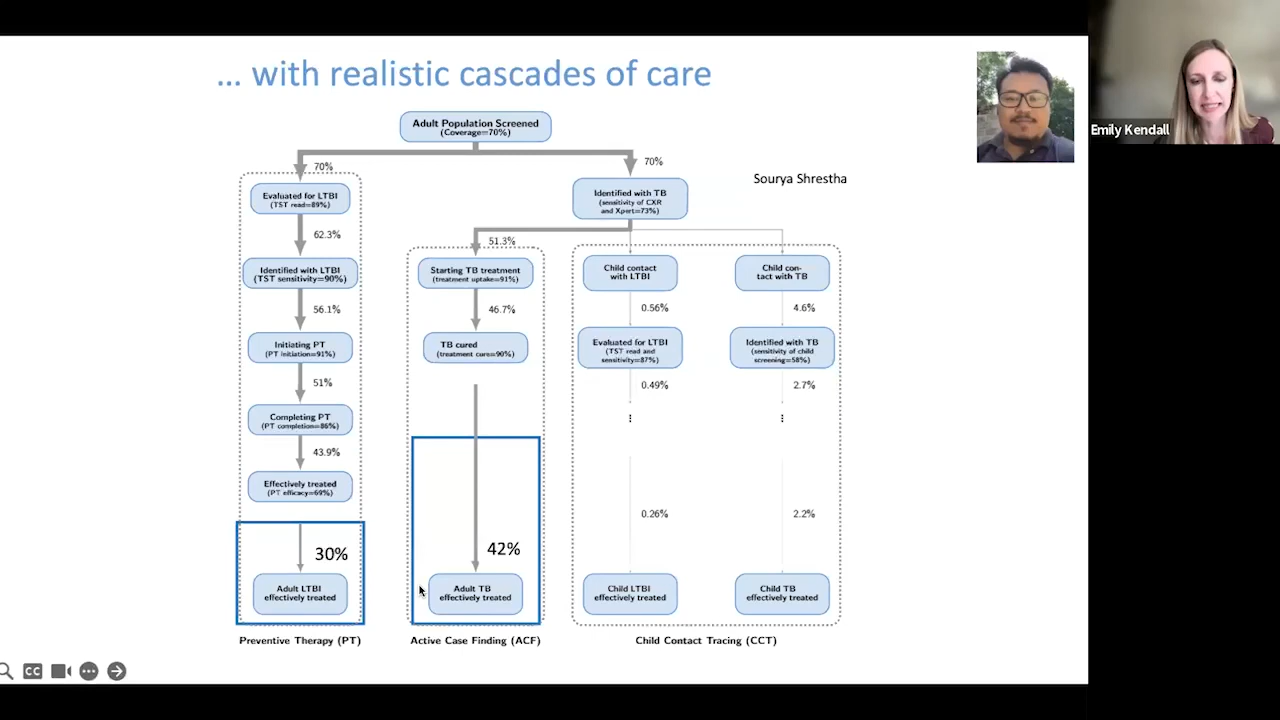 ... with realistic cascades of care
Emily Kendall
Sourya Shrestha
Adult Population Screened
(Coverage=70%)
70%
70%
Evaluated for LTBI
(TST read=89%)
62.3%
Identified with LTBI
(TST sensitivity=90%)
56.1%
Initiating PT
(PT initiation=91%)
51%
Completing PT
(PT completion=86%)
43.9%
Effectively treated
(PT efficacy=69%)
30%
Adult LTBI
effectively treated
Preventive Therapy (PT)
Identified with TB
(sensitivity of CXR
and Xpert=73%)
51.3%
Starting TB treatment
(treatment uptake=91%)
46.7%
TB cured
(treatment cure=90%)
42%
Adult TB
effectively treated
Active Case Finding (ACF)
Child contact
with LTBI
0.56%
Evaluated for LTBI
(TST read and
sensitivity=87%)
0.49%
⋮
0.26%
Child LTBI
effectively treated
Child con-
tact with TB
4.6%
Identified with TB
(sensitivity of child
screening=58%)
2.7%
⋮
2.2%
Child TB
effectively treated
Child Contact Tracing (CCT)
CC